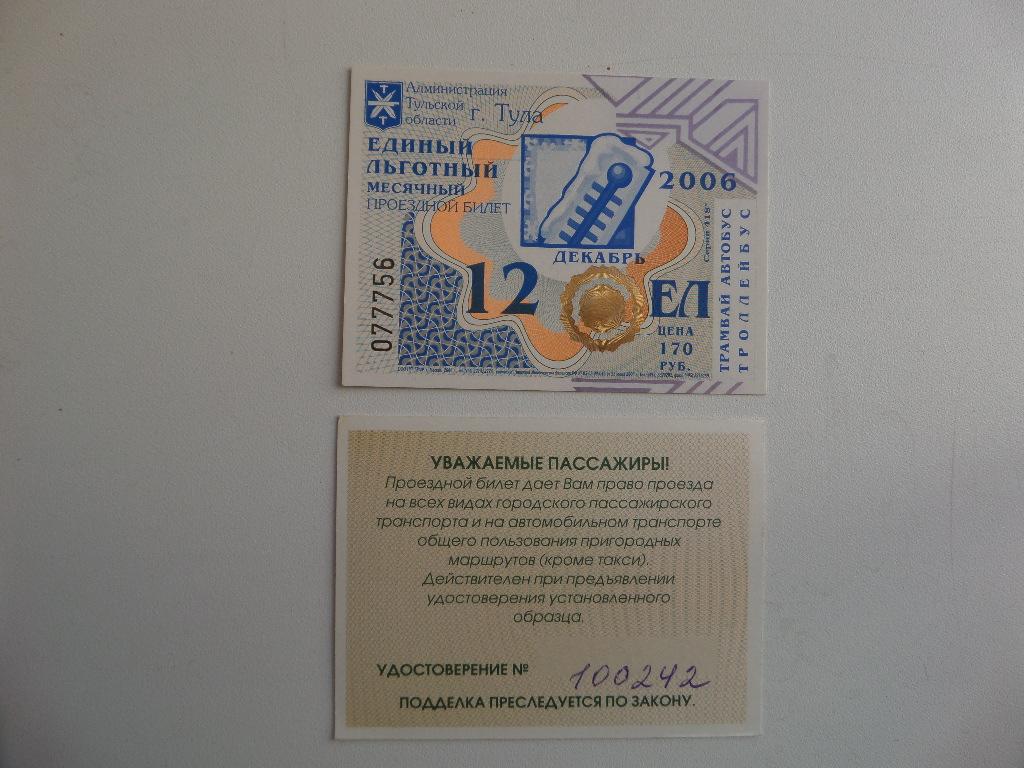 Администрация
Тульской
области г. Тула
ЕДИНЫЙ
ЛЬГОТНЫЙ
МЕСЯЧНЫЙ
ПРОЕЗДНОЙ БИЛЕТ
2006
ДЕКАБРЬ
12
ЕЛ
ЦЕНА
170
РУБ.
077756
ТРАМВАЙ АВТОБУС
ТРОЛЛЕЙБУС
УВАЖАЕМЫЕ ПАССАЖИРЫ!
Проездной билет дает Вам право проезда
на всех видах городского пассажирского
транспорта и на автомобильном транспорте
общего пользования пригородных
маршрутов (кроме такси).
Действителен при предъявлении
удостоверения установленного
образца.
УДОСТОВЕРЕНИЕ № 100242
ПОДДЕЛКА ПРЕСЛЕДУЕТСЯ ПО ЗАКОНУ.